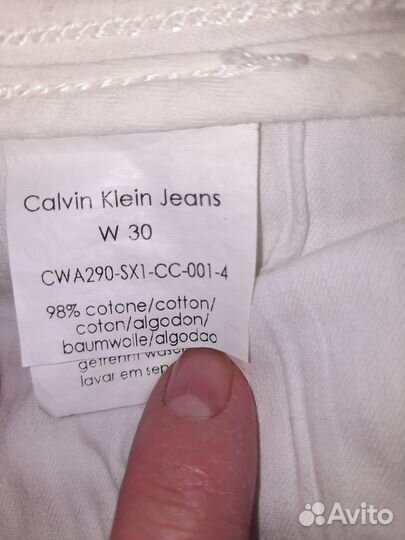 Calvin Klein Jeans
W 30
CWA290-SX1-CC-001-4
98% cotone/cotton/
coton/algodon/
baumwolle/algodao
getrennt
lavar em
Avito